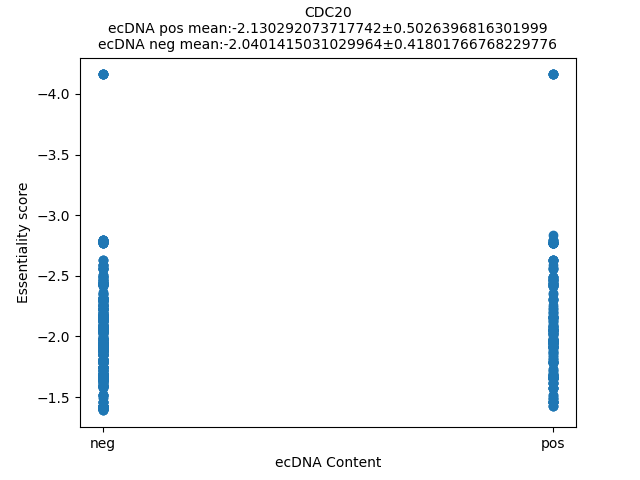 CDC20
ecDNA pos mean:-2.130292073717742±0.5026396816301999
ecDNA neg mean:-2.0401415031029964±0.41801766768229776
Essentiality score
−4.0
−3.5
−3.0
−2.5
−2.0
−1.5
neg
pos
ecDNA Content